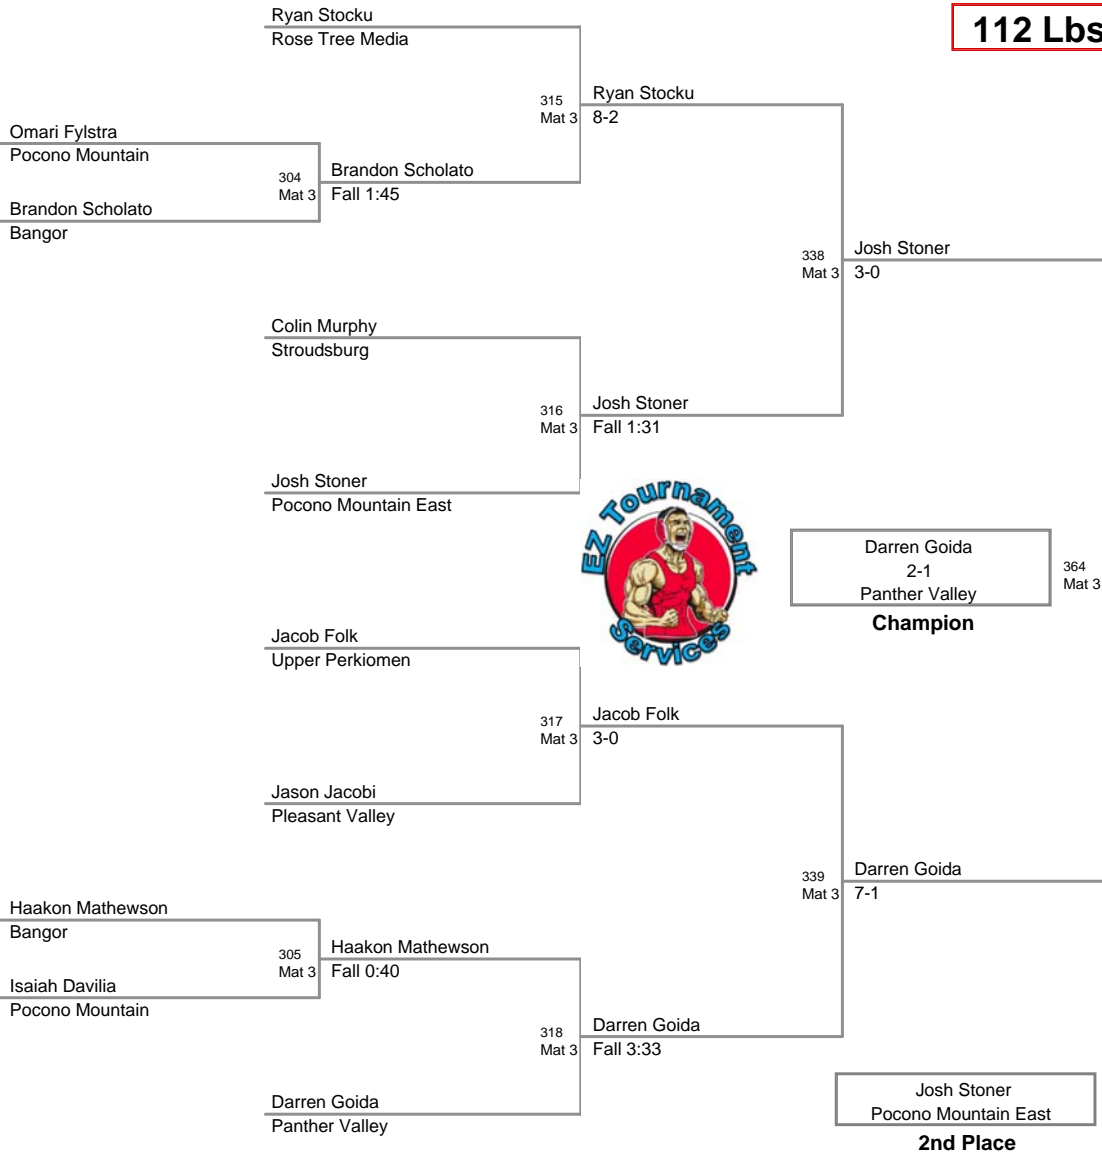 Ryan Stocku
Rose Tree Media
112 Lbs
315
Mat 3
Ryan Stocku
8-2
Omari Fylstra
Pocono Mountain
304
Mat 3
Brandon Scholato
Fall 1:45
Brandon Scholato
Bangor
338
Mat 3
Josh Stoner
3-0
Colin Murphy
Stroudsburg
316
Mat 3
Josh Stoner
Fall 1:31
Josh Stoner
Pocono Mountain East
EZ Tournament
Services
Darren Goida
2-1
Panther Valley
Champion
364
Mat 3
Jacob Folk
Upper Perkiomen
317
Mat 3
Jacob Folk
3-0
Jason Jacobi
Pleasant Valley
339
Mat 3
Darren Goida
7-1
Haakon Mathewson
Bangor
305
Mat 3
Haakon Mathewson
Fall 0:40
Isaiah Davilia
Pocono Mountain
318
Mat 3
Darren Goida
Fall 3:33
Darren Goida
Panther Valley
Josh Stoner
Pocono Mountain East
2nd Place